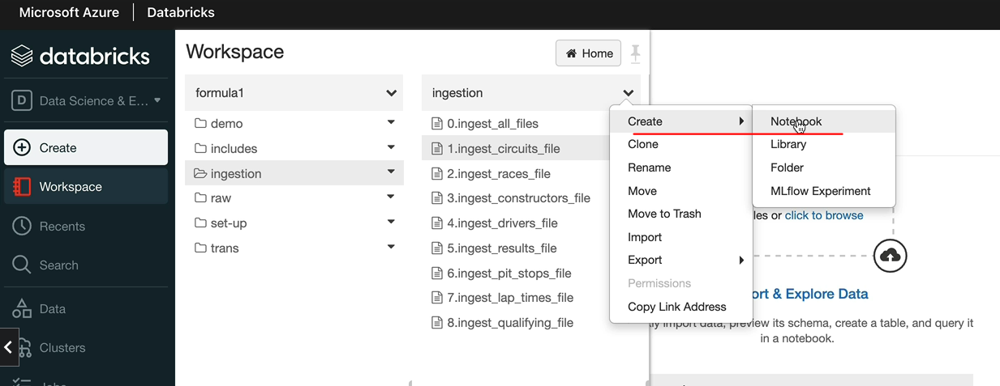 Microsoft Azure | Databricks
databricks
D Data Science & E...
Create
Workspace
Recents
Search
Data
Clusters
Workspace
Home
formula1
demo
includes
ingestion
raw
set-up
trans
ingestion
0.ingest_all_files
1.ingest_circuits_file
2.ingest_races_file
3.ingest_constructors_file
4.ingest_drivers_file
5.ingest_results_file
6.ingest_pit_stops_file
7.ingest_lap_times_file
8.ingest_qualifying_file
Create
Clone
Rename
Move
Move to Trash
Import
Export
Permissions
Copy Link Address
Notebook
Library
Folder
MLflow Experiment
or click to browse
& Explore Data
import data, preview its schema, create a table, and query it
in a notebook.